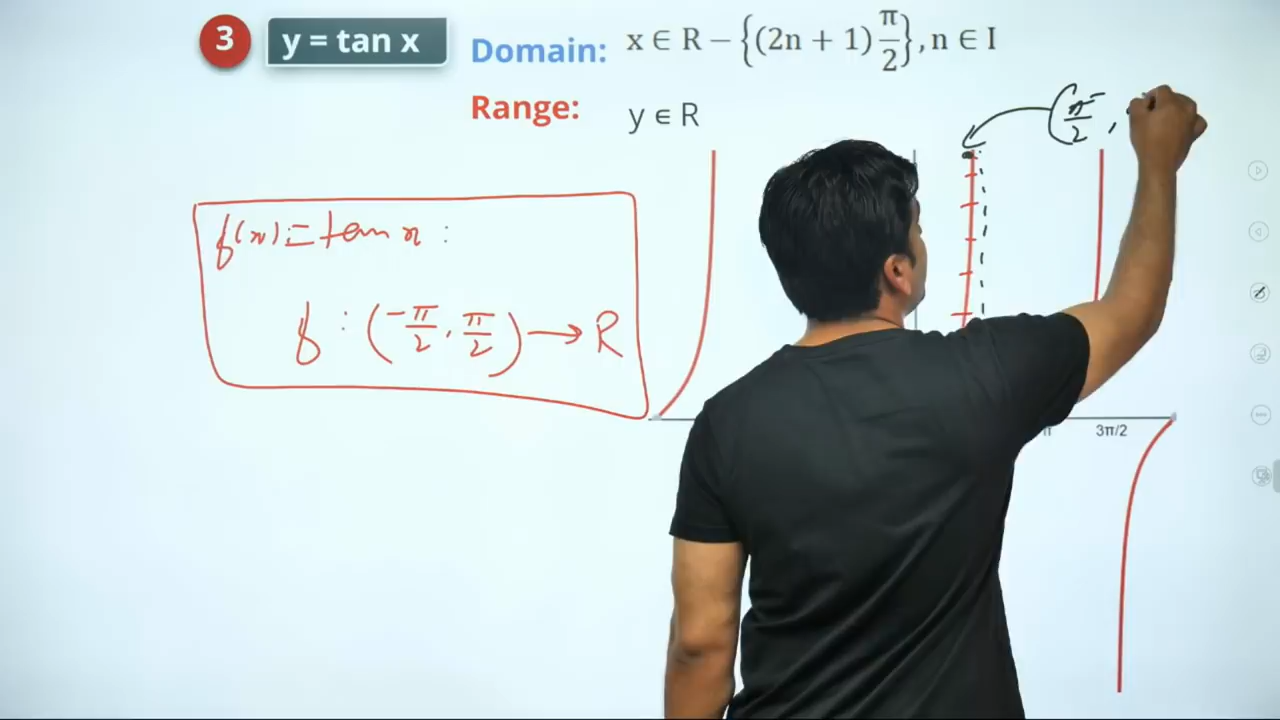 3 y = tan x Domain: x ∈ R − {(2n + 1) π/2}, n ∈ I
Range: y ∈ R
(π⁻/2 ,
f(x) = tan x :
f : (-π/2, π/2) → R
3π/2